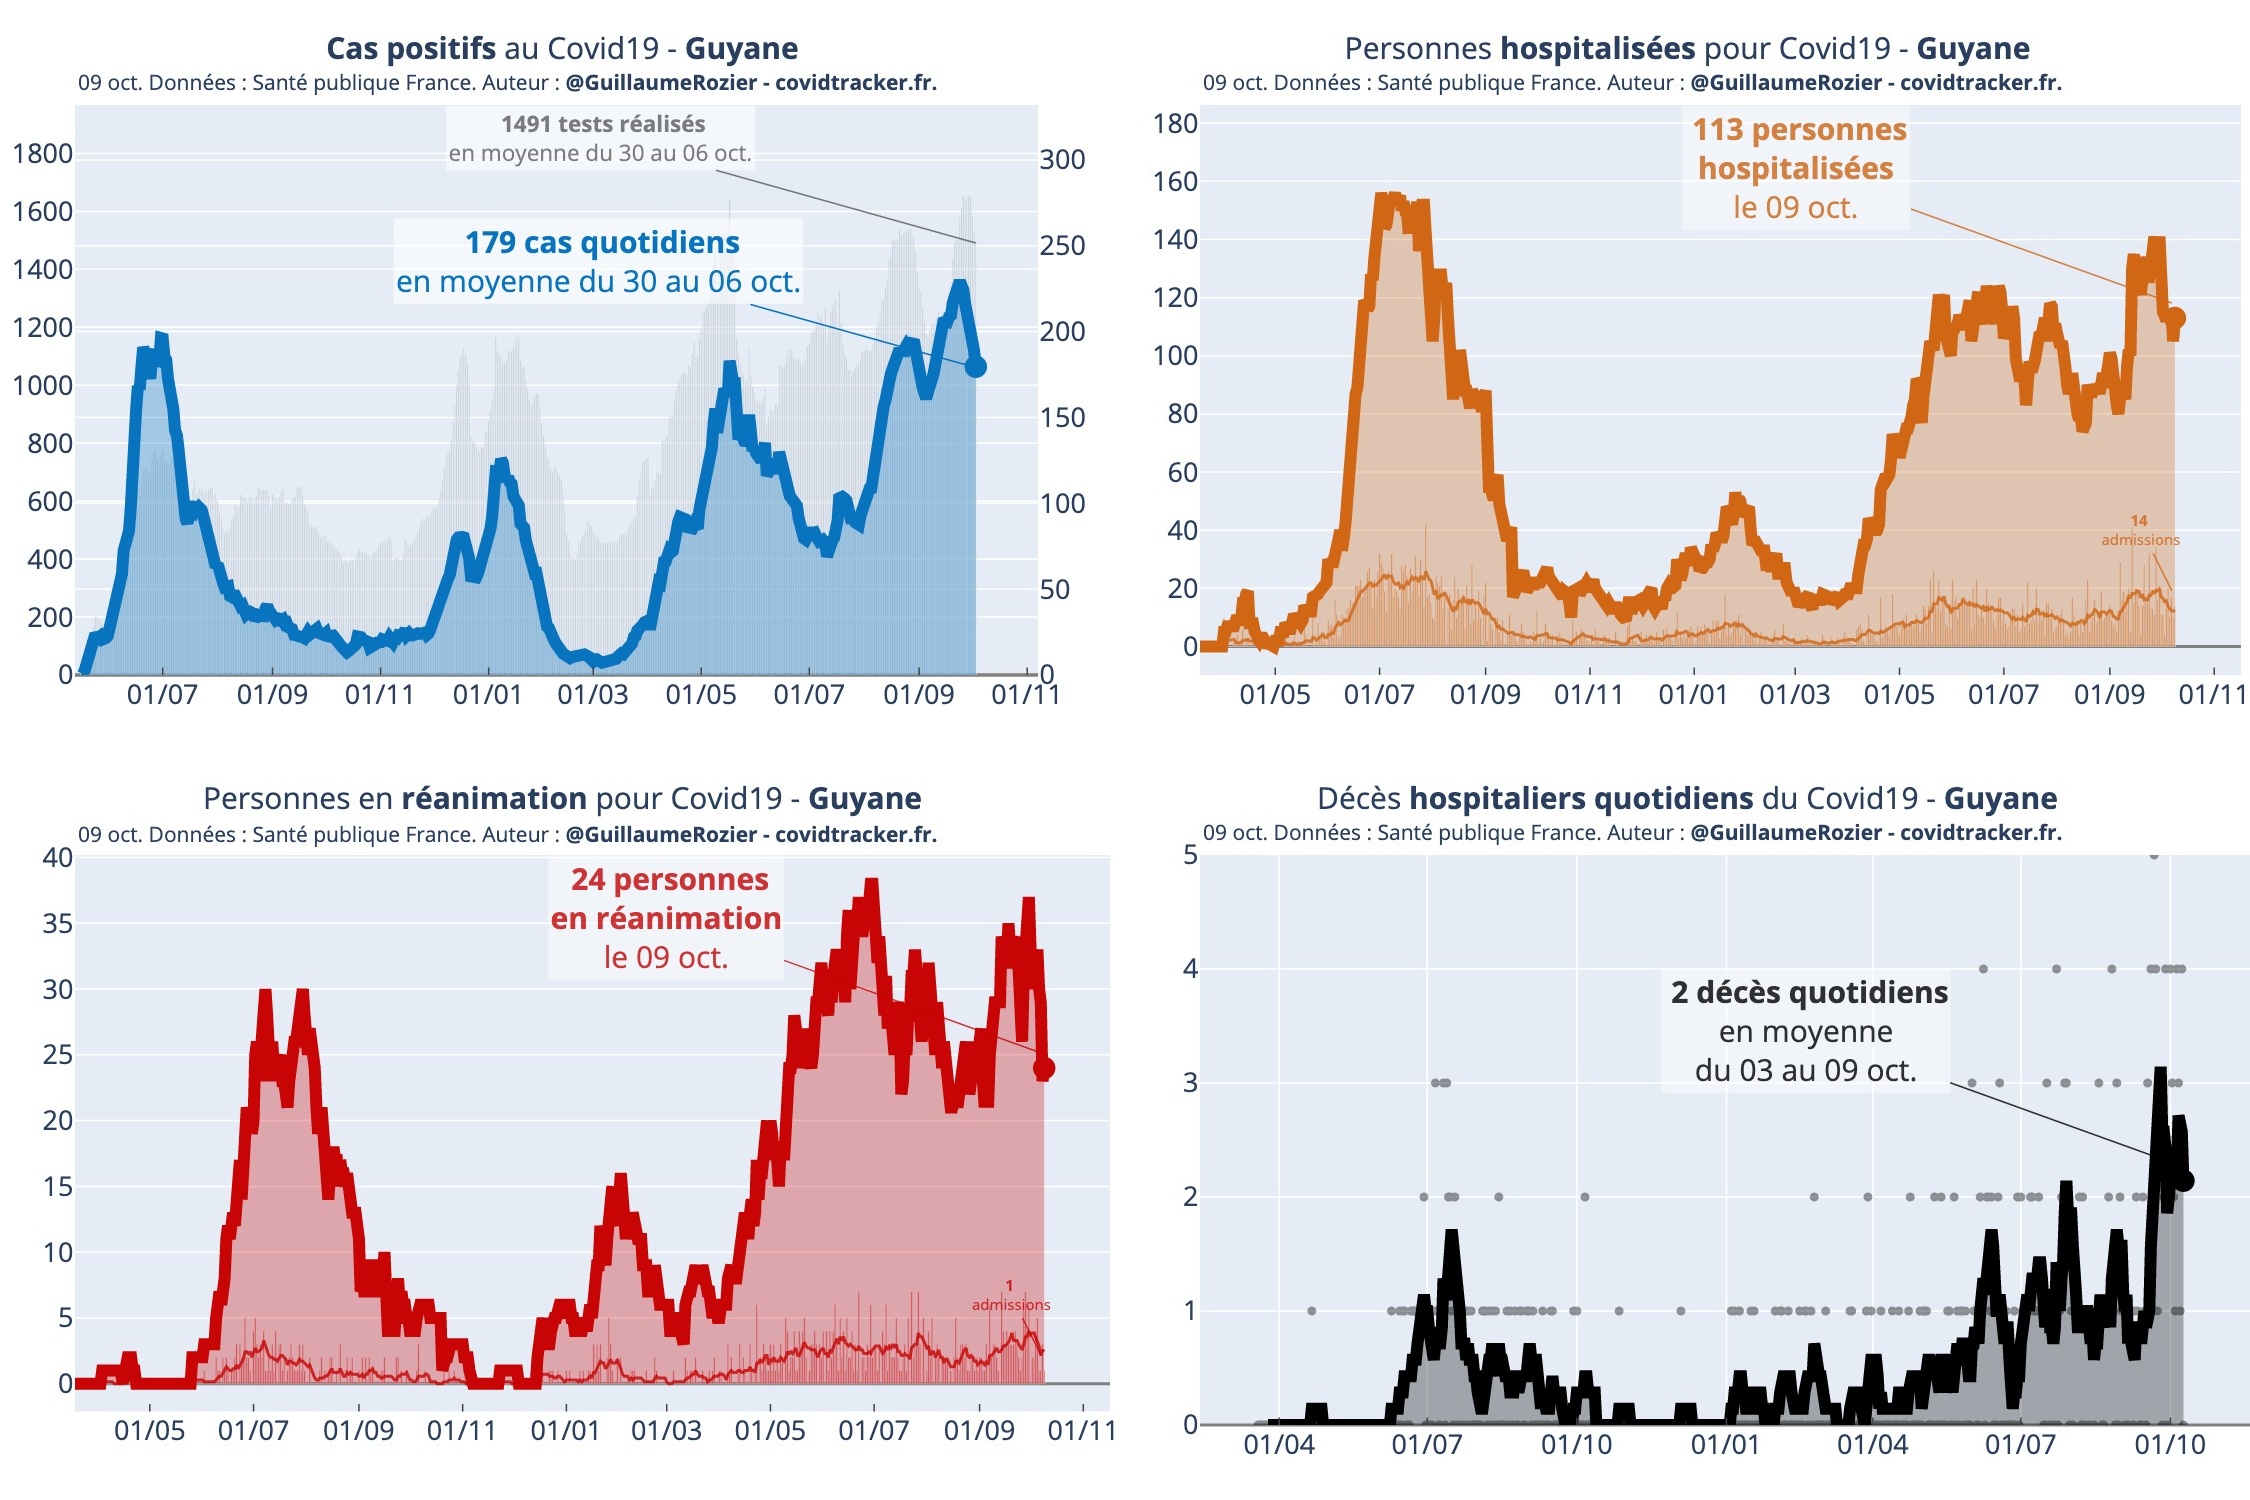 Cas positifs au Covid19 - Guyane
09 oct. Données : Santé publique France. Auteur : @GuillaumeRozier - covidtracker.fr.
1491 tests réalisés
en moyenne du 30 au 06 oct.
179 cas quotidiens
en moyenne du 30 au 06 oct.
1800
1600
1400
1200
1000
800
600
400
200
0
300
250
200
150
100
50
0
01/07 01/09 01/11 01/01 01/03 01/05 01/07 01/09 01/11
Personnes hospitalisées pour Covid19 - Guyane
09 oct. Données : Santé publique France. Auteur : @GuillaumeRozier - covidtracker.fr.
113 personnes
hospitalisées
le 09 oct.
180
160
140
120
100
80
60
40
20
0
14
admissions
01/05 01/07 01/09 01/11 01/01 01/03 01/05 01/07 01/09 01/11
Personnes en réanimation pour Covid19 - Guyane
09 oct. Données : Santé publique France. Auteur : @GuillaumeRozier - covidtracker.fr.
24 personnes
en réanimation
le 09 oct.
40
35
30
25
20
15
10
5
0
1
admissions
01/05 01/07 01/09 01/11 01/01 01/03 01/05 01/07 01/09 01/11
Décès hospitaliers quotidiens du Covid19 - Guyane
09 oct. Données : Santé publique France. Auteur : @GuillaumeRozier - covidtracker.fr.
2 décès quotidiens
en moyenne
du 03 au 09 oct.
5
4
3
2
1
0
01/04 01/07 01/10 01/01 01/04 01/07 01/10